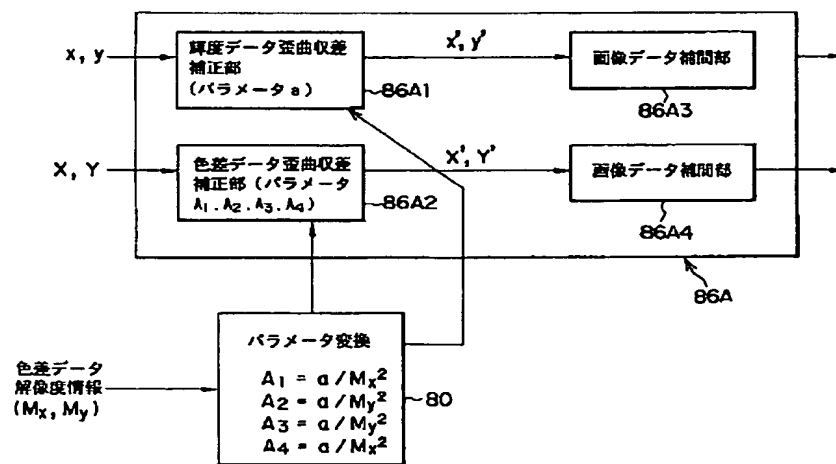 x, y
輝度データ歪曲収差
補正部
(パラメータ a)
86A1
x', y'
画像データ補間部
86A3
X, Y
色差データ歪曲収差
補正部 (パラメータ
A₁. A₂. A₃. A₄)
86A2
X', Y'
画像データ補間部
86A4
86A
色差データ
解像度情報
(Mx, My)
パラメータ変換
A₁ = a/Mx²
A₂ = a/My²
A₃ = a/My²
A₄ = a/Mx²
80